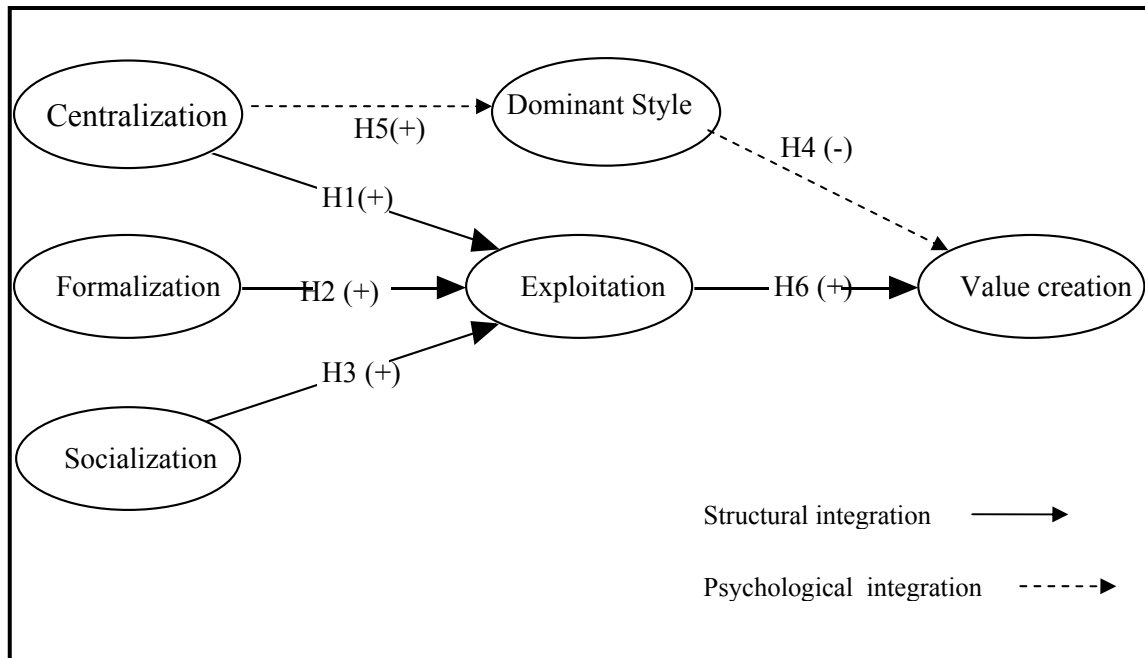 Centralization
H5(+)
Dominant Style
H4 (-)
H1(+)
Formalization
H2 (+)
Exploitation
H6 (+)
Value creation
H3 (+)
Socialization
Structural integration
Psychological integration